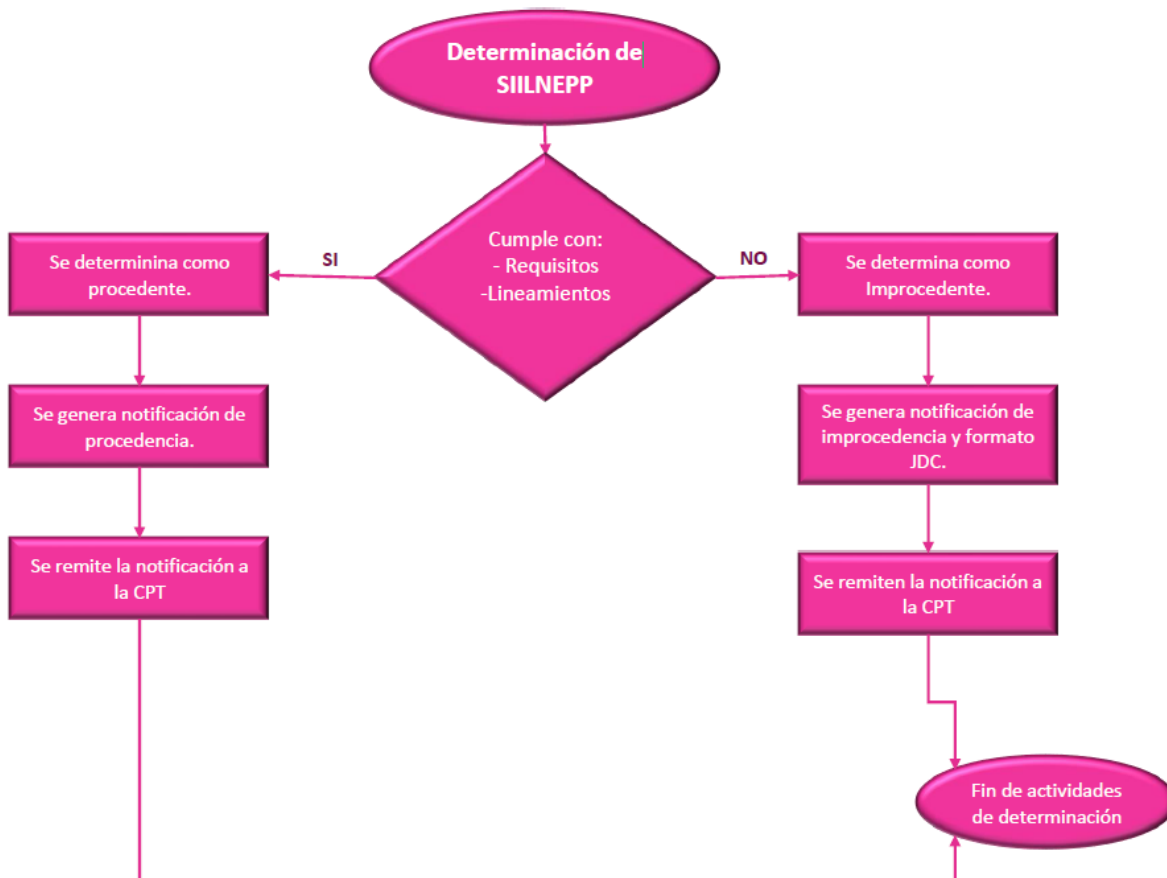 Determinación de
SIILNEPP
Cumple con:
- Requisitos
-Lineamientos
SI
NO
Se determinina como
procedente.
Se genera notificación de
procedencia.
Se remite la notificación a
la CPT
Se determina como
Improcedente.
Se genera notificación de
improcedencia y formato
JDC.
Se remiten la notificación a
la CPT
Fin de actividades
de determinación